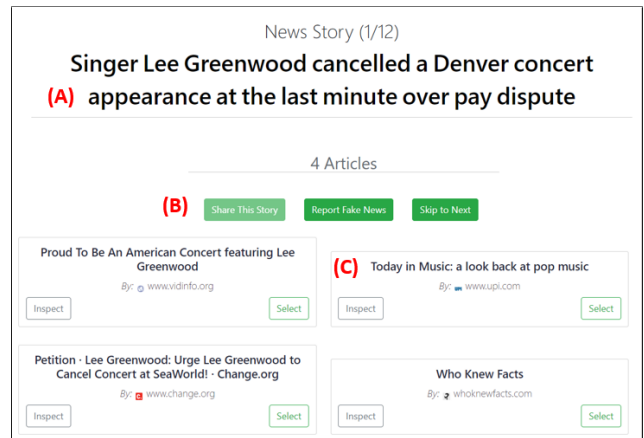 News Story (1/12)
Singer Lee Greenwood cancelled a Denver concert
(A) appearance at the last minute over pay dispute
4 Articles
(B) Share This Story Report Fake News Skip to Next
Proud To Be An American Concert featuring Lee
Greenwood
By: www.vidinfo.org
Inspect Select
(C) Today in Music: a look back at pop music
By: www.upi.com
Inspect Select
Petition · Lee Greenwood: Urge Lee Greenwood to
Cancel Concert at SeaWorld! · Change.org
By: www.change.org
Inspect Select
Who Knew Facts
By: whoknewfacts.com
Inspect Select